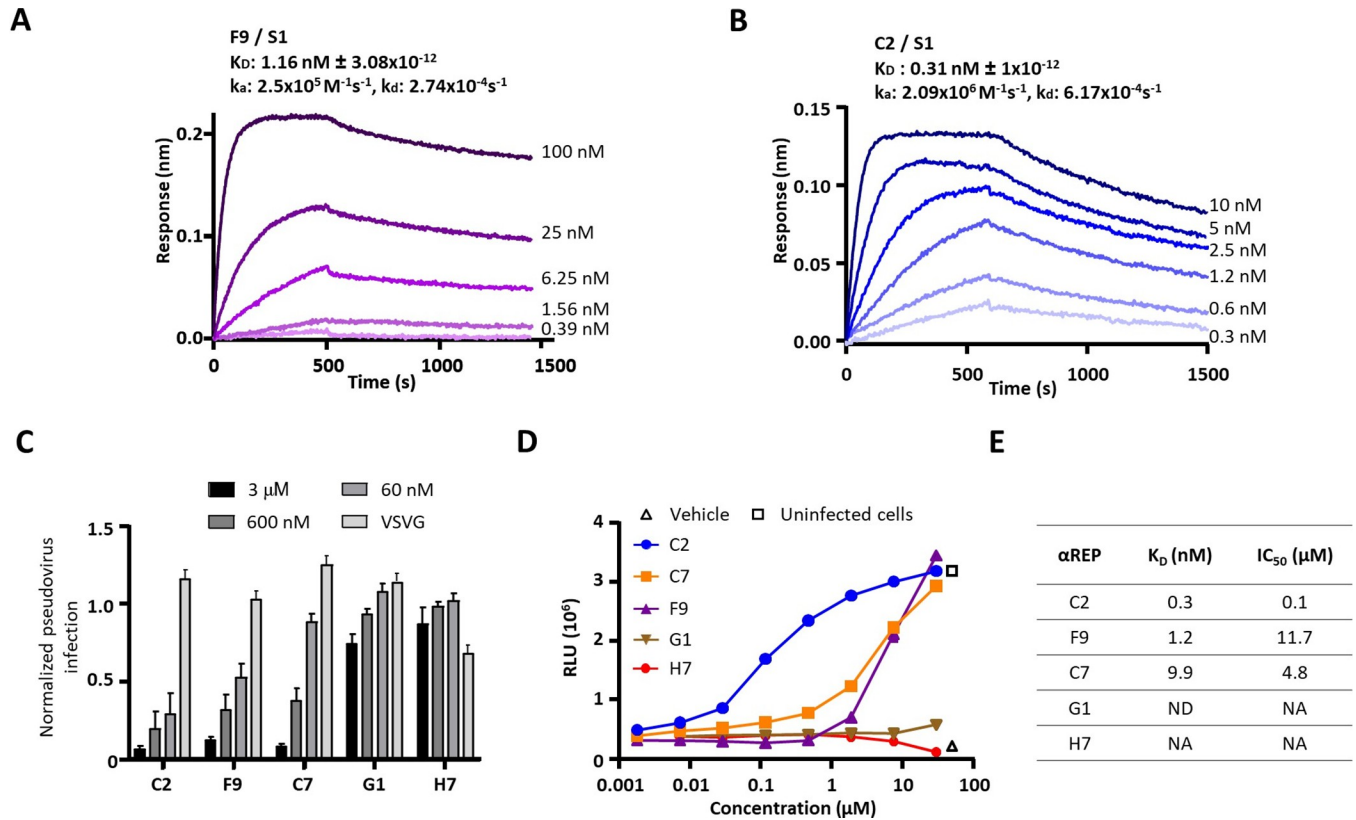 A
F9 / S1
KD: 1.16 nM ± 3.08x10⁻¹²
ka: 2.5x10⁵ M⁻¹s⁻¹, kd: 2.74x10⁻⁴s⁻¹
Response (nm)
0.2
0.1
0.0
100 nM
25 nM
6.25 nM
1.56 nM
0.39 nM
0
500
1000
1500
Time (s)
B
C2 / S1
KD : 0.31 nM ± 1x10⁻¹²
ka: 2.09x10⁶ M⁻¹s⁻¹, kd: 6.17x10⁻⁴s⁻¹
Response (nm)
0.15
0.10
0.05
0.00
10 nM
5 nM
2.5 nM
1.2 nM
0.6 nM
0.3 nM
0
500
1000
1500
Time (s)
C
3 µM
60 nM
600 nM
VSVG
Normalized pseudovirus
infection
1.5
1.0
0.5
0
C2
F9
C7
G1
H7
D
Vehicle
Uninfected cells
C2
C7
F9
G1
H7
RLU (10⁶)
4
3
2
1
0
0.001
0.01
0.1
1
10
100
Concentration (µM)
E
αREP KD (nM) IC50 (µM)
C2 0.3 0.1
F9 1.2 11.7
C7 9.9 4.8
G1 ND NA
H7 NA NA